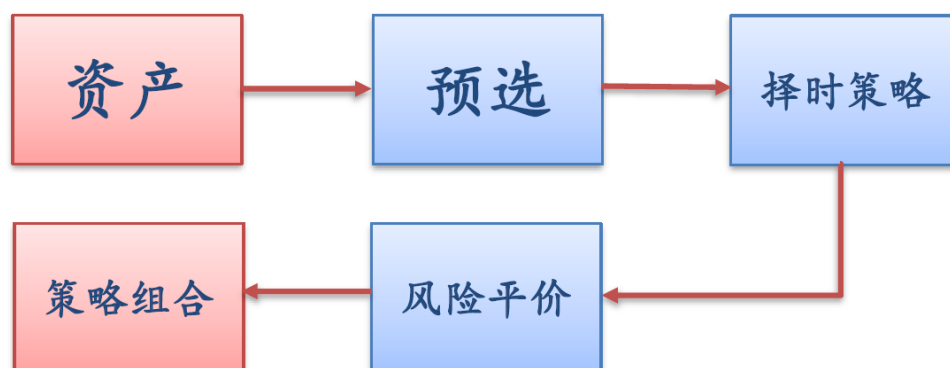 资产
预选
择时策略
风险平价
策略组合